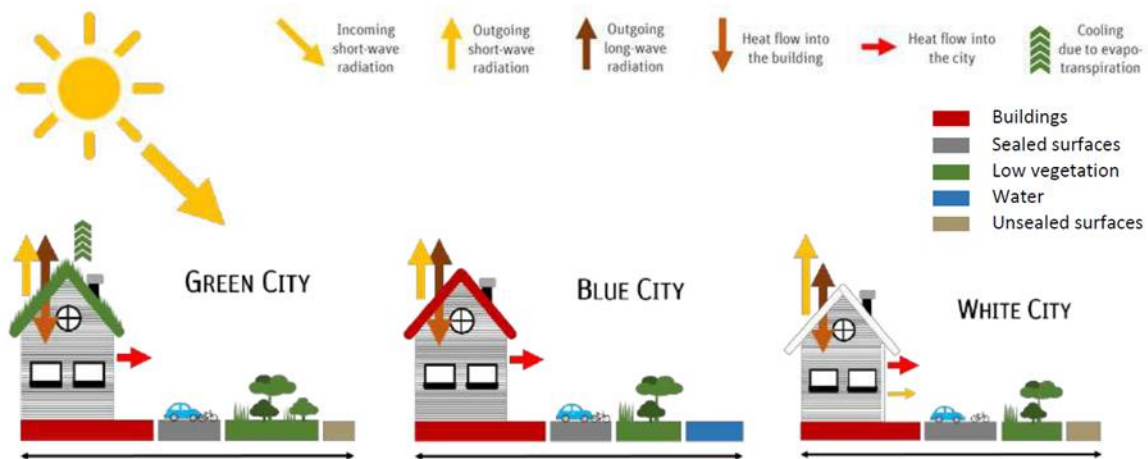 Incoming
short-wave
radiation
Outgoing
short-wave
radiation
Outgoing
long-wave
radiation
Heat flow into
the building
Heat flow into
the city
Cooling
due to evapo-
transpiration
Buildings
Sealed surfaces
Low vegetation
Water
Unsealed surfaces
GREEN CITY
BLUE CITY
WHITE CITY